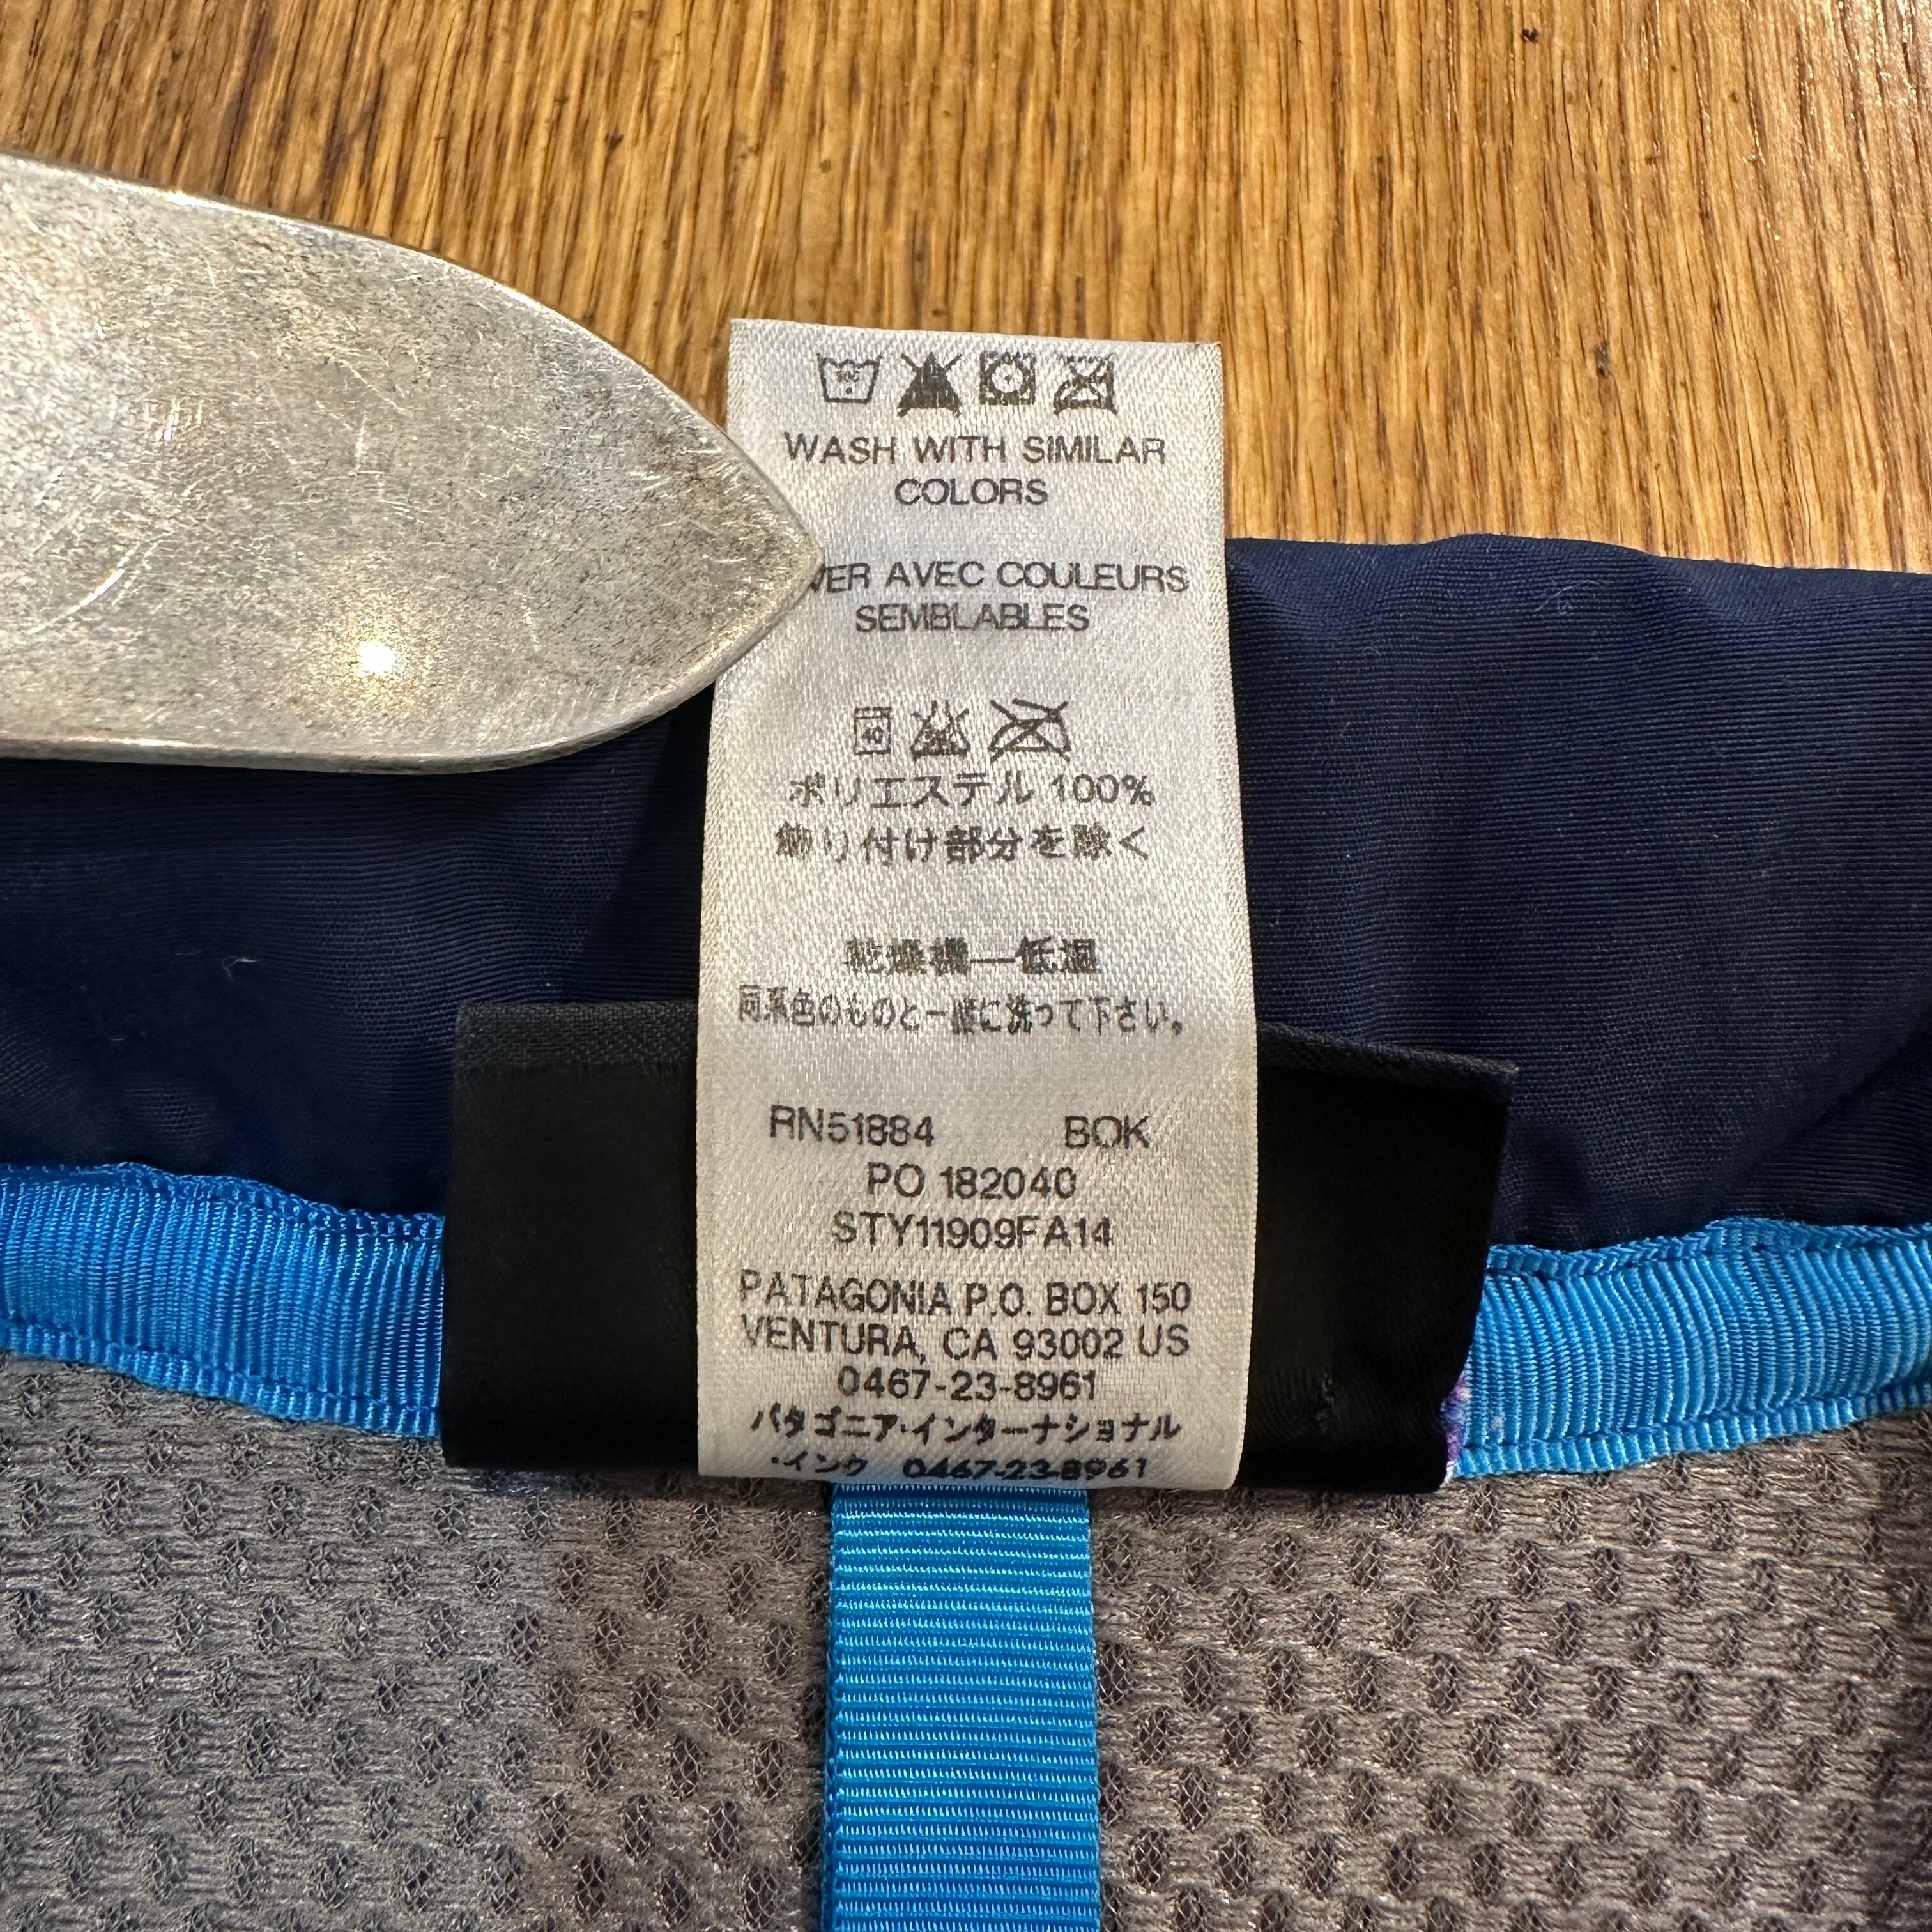 WASH WITH SIMILAR
COLORS
VER AVEC COULEURS
SEMBLABLES
40
ポリエステル 100%
飾り付け部分を除く
乾燥機—低温
同系色のものと一緒に洗って下さい。
RN51884 BOK
PO 182040
STY11909FA14
PATAGONIA P.O. BOX 150
VENTURA, CA 93002 US
0467-23-8961
パタゴニア・インターナショナル
・インク 0467-23-8961